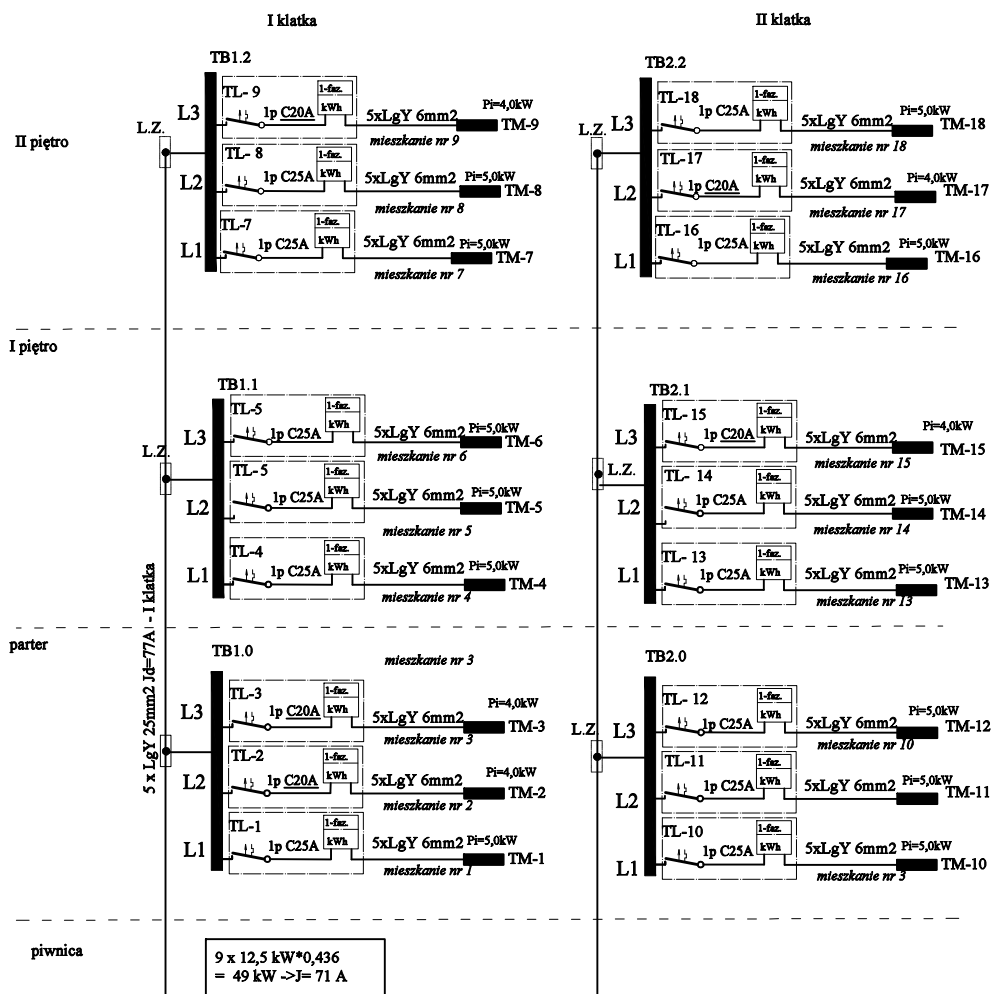 I klatka
II klatka
II piętro
TB1.2
L.Z.
L3
TL- 9
1p C20A
1-faz.
kWh
5xLgY 6mm2
Pi=4,0kW
TM-9
mieszkanie nr 9
L2
TL- 8
1p C25A
1-faz.
kWh
5xLgY 6mm2
Pi=5,0kW
TM-8
mieszkanie nr 8
L1
TL-7
1p C25A
1-faz.
kWh
5xLgY 6mm2
Pi=5,0kW
TM-7
mieszkanie nr 7
TB2.2
L.Z.
L3
TL-18
1p C25A
1-faz.
kWh
5xLgY 6mm2
Pi=5,0kW
TM-18
mieszkanie nr 18
L2
TL-17
1p C20A
1-faz.
kWh
5xLgY 6mm2
Pi=4,0kW
TM-17
mieszkanie nr 17
L1
TL- 16
1p C25A
1-faz.
kWh
5xLgY 6mm2
Pi=5,0kW
TM-16
mieszkanie nr 16
I piętro
TB1.1
L.Z.
L3
TL-5
1p C25A
1-faz.
kWh
5xLgY 6mm2
Pi=5,0kW
TM-6
mieszkanie nr 6
L2
TL-5
1p C25A
1-faz.
kWh
5xLgY 6mm2
Pi=5,0kW
TM-5
mieszkanie nr 5
L1
TL-4
1p C25A
1-faz.
kWh
5xLgY 6mm2
Pi=5,0kW
TM-4
mieszkanie nr 4
TB2.1
L.Z.
L3
TL- 15
1p C20A
1-faz.
kWh
5xLgY 6mm2
Pi=4,0kW
TM-15
mieszkanie nr 15
L2
TL- 14
1p C25A
1-faz.
kWh
5xLgY 6mm2
Pi=5,0kW
TM-14
mieszkanie nr 14
L1
TL- 13
1p C25A
1-faz.
kWh
5xLgY 6mm2
Pi=5,0kW
TM-13
mieszkanie nr 13
5 x LgY 25mm2 Jd=77A - I klatka
parter
TB1.0
mieszkanie nr 3
L3
TL-3
1p C20A
1-faz.
kWh
5xLgY 6mm2
Pi=4,0kW
TM-3
mieszkanie nr 3
L2
TL-2
1p C20A
1-faz.
kWh
5xLgY 6mm2
Pi=4,0kW
TM-2
mieszkanie nr 2
L1
TL-1
1p C25A
1-faz.
kWh
5xLgY 6mm2
Pi=5,0kW
TM-1
mieszkanie nr 1
TB2.0
L.Z.
L3
TL- 12
1p C25A
1-faz.
kWh
5xLgY 6mm2
Pi=5,0kW
TM-12
mieszkanie nr 10
L2
TL-11
1p C25A
1-faz.
kWh
5xLgY 6mm2
Pi=5,0kW
TM-11
L1
TL-10
1p C25A
1-faz.
kWh
5xLgY 6mm2
Pi=5,0kW
TM-10
mieszkanie nr 3
piwnica
9 x 12,5 kW*0,436
= 49 kW ->J= 71 A